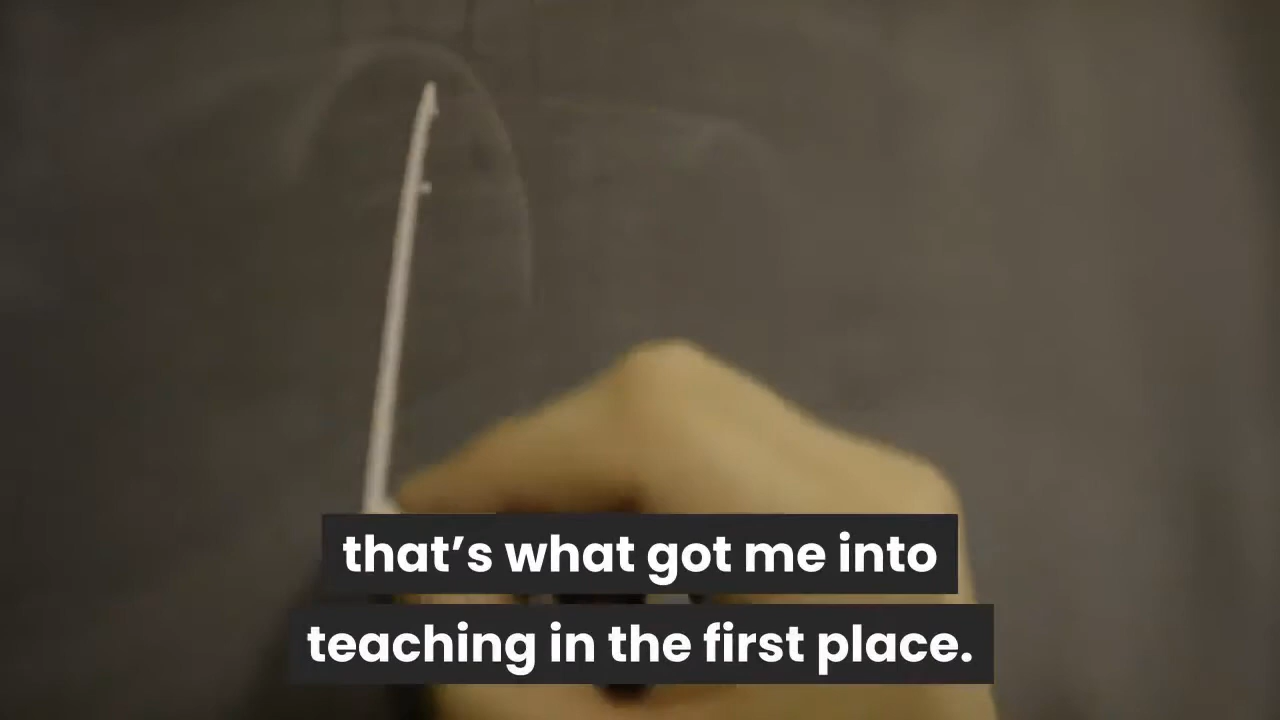 that’s what got me into
teaching in the first place.